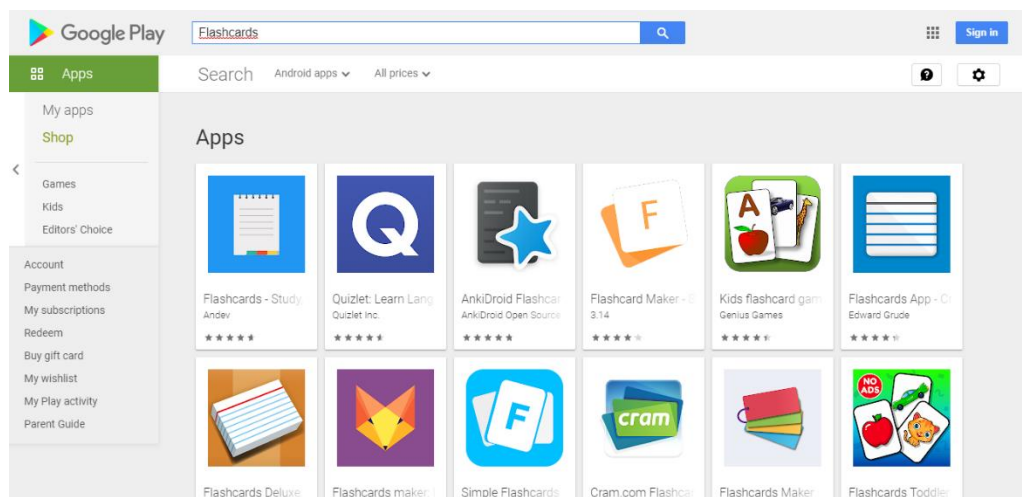 Google Play
Flashcards
Sign in
Apps
Search
Android apps
All prices
My apps
Shop
Games
Kids
Editors' Choice
Account
Payment methods
My subscriptions
Redeem
Buy gift card
My wishlist
My Play activity
Parent Guide
Apps
Q
F
A
Flashcards - Study,
Andev
Quizlet: Learn Lang
Quizlet Inc.
AnkiDroid Flashcar
AnkiDroid Open Source
Flashcard Maker -
3.14
Kids flashcard gam
Genius Games
Flashcards App -
Edward Grude
F
cram
NO
ADS
Flashcards Deluxe
Flashcards maker
Simple Flashcards
Cram.com Flashca
Flashcards Maker
Flashcards Toddler